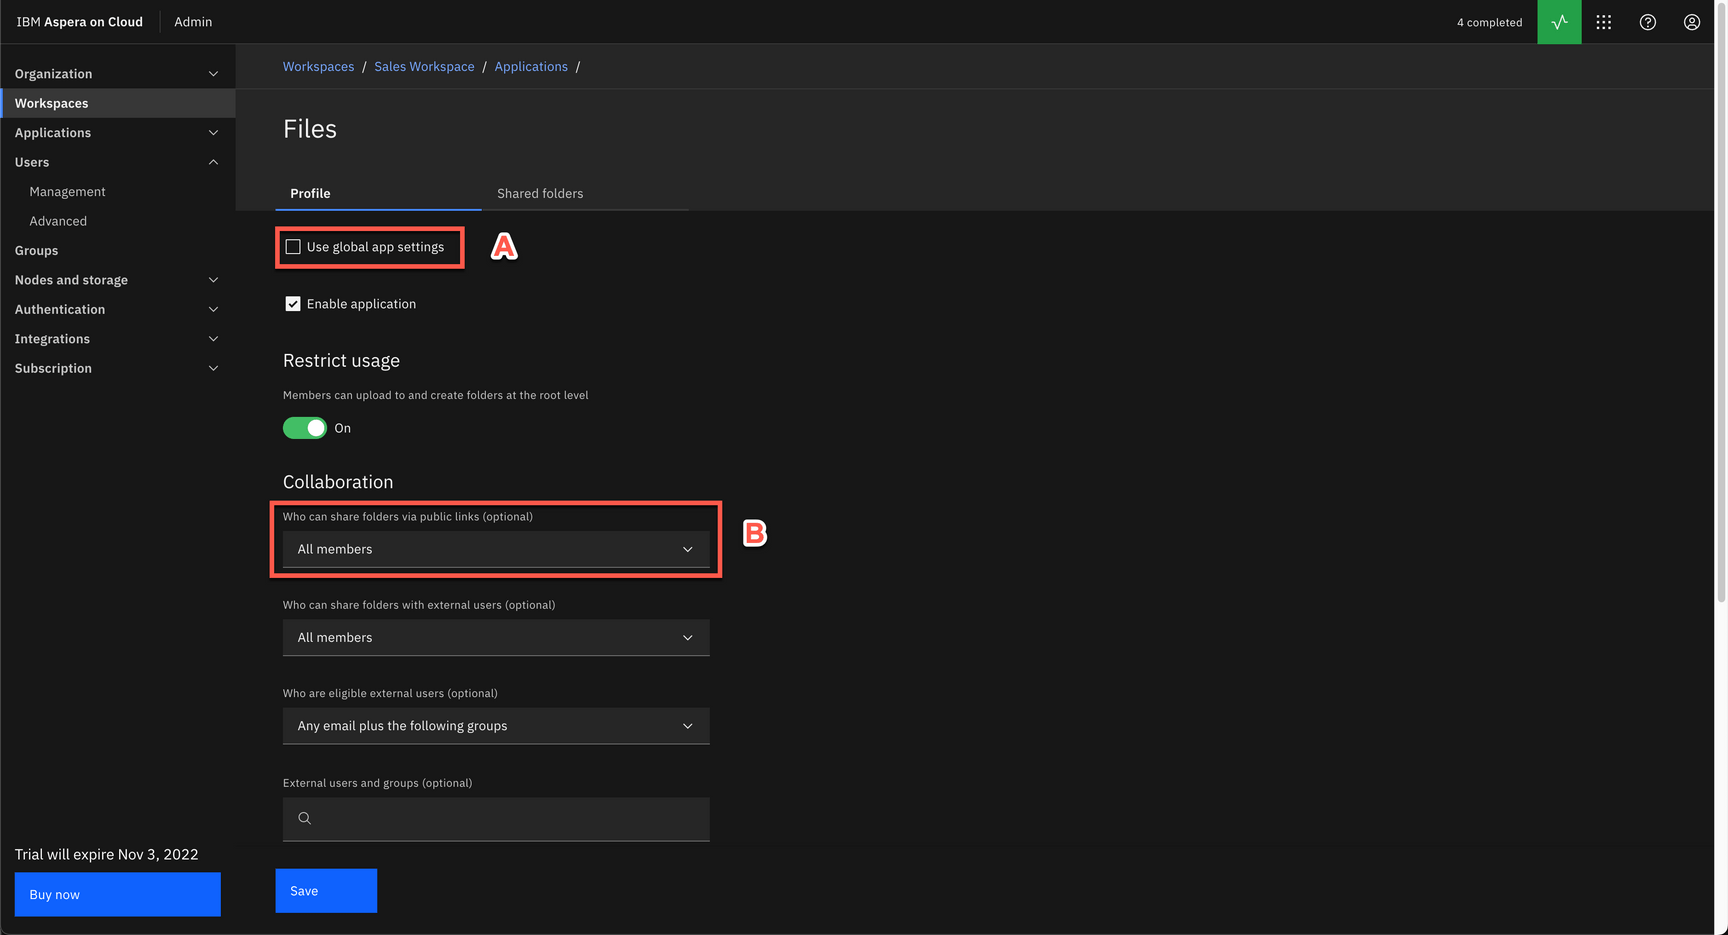 IBM Aspera on Cloud
Admin
4 completed
Organization
Workspaces
Applications
Users
Management
Advanced
Groups
Nodes and storage
Authentication
Integrations
Subscription
Trial will expire Nov 3, 2022
Buy now
Workspaces / Sales Workspace / Applications /
Files
Profile
Shared folders
Use global app settings
A
Enable application
Restrict usage
Members can upload to and create folders at the root level
On
Collaboration
Who can share folders via public links (optional)
All members
B
Who can share folders with external users (optional)
All members
Who are eligible external users (optional)
Any email plus the following groups
External users and groups (optional)
Save